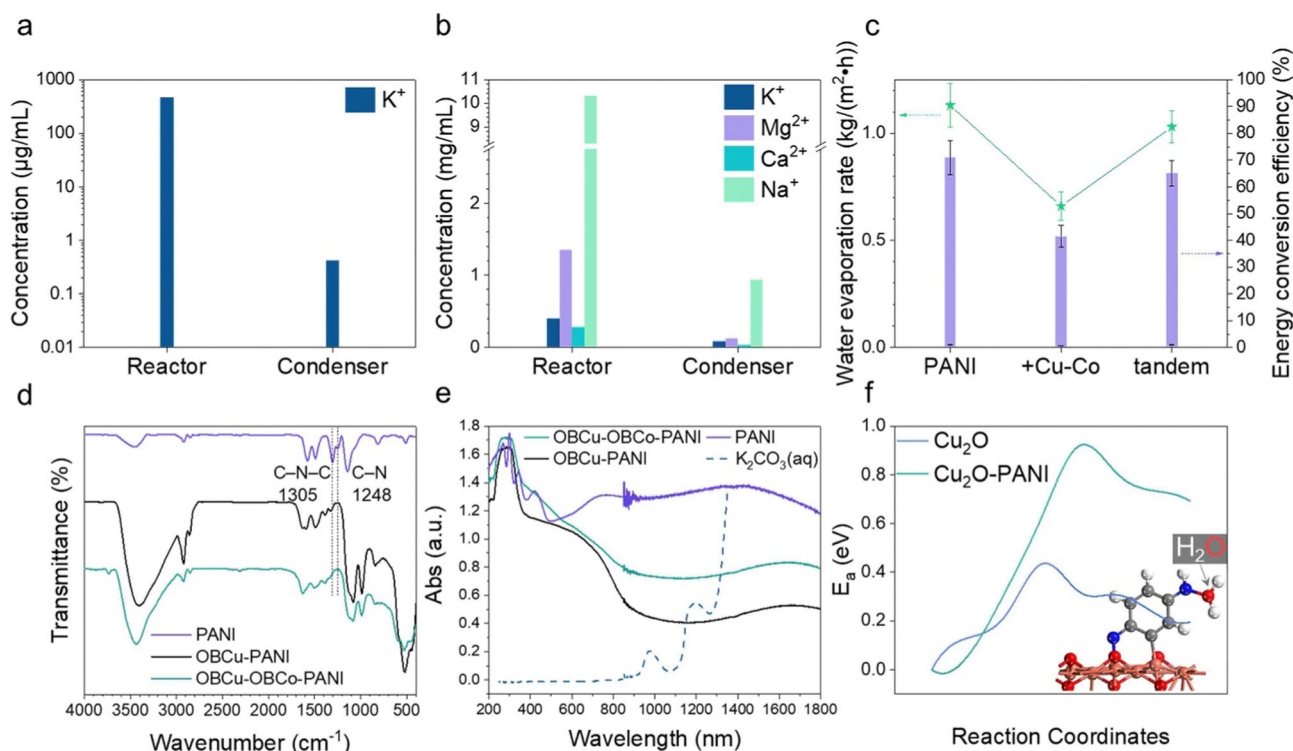 a
1000
100
10
1
0.1
0.01
Concentration (µg/mL)
K⁺
Reactor
Condenser
b
11
10
9
2
1
0
Concentration (mg/mL)
K⁺
Mg²⁺
Ca²⁺
Na⁺
Reactor
Condenser
c
1.0
0.5
0.0
Water evaporation rate (kg/(m²•h))
100
90
80
70
60
50
40
30
20
10
0
Energy conversion efficiency (%)
PANI
+Cu-Co
tandem
d
Transmittance (%)
C–N–C
1305
C–N
1248
PANI
OBCu-PANI
OBCu-OBCo-PANI
4000 3500 3000 2500 2000 1500 1000 500
Wavenumber (cm⁻¹)
e
1.8
1.6
1.4
1.2
1.0
0.8
0.6
0.4
0.2
0.0
Abs (a.u.)
OBCu-OBCo-PANI
OBCu-PANI
PANI
K₂CO₃(aq)
200 400 600 800 1000 1200 1400 1600 1800
Wavelength (nm)
f
1.0
0.8
0.6
0.4
0.2
0.0
Eₐ (eV)
Cu₂O
Cu₂O-PANI
H₂O
Reaction Coordinates